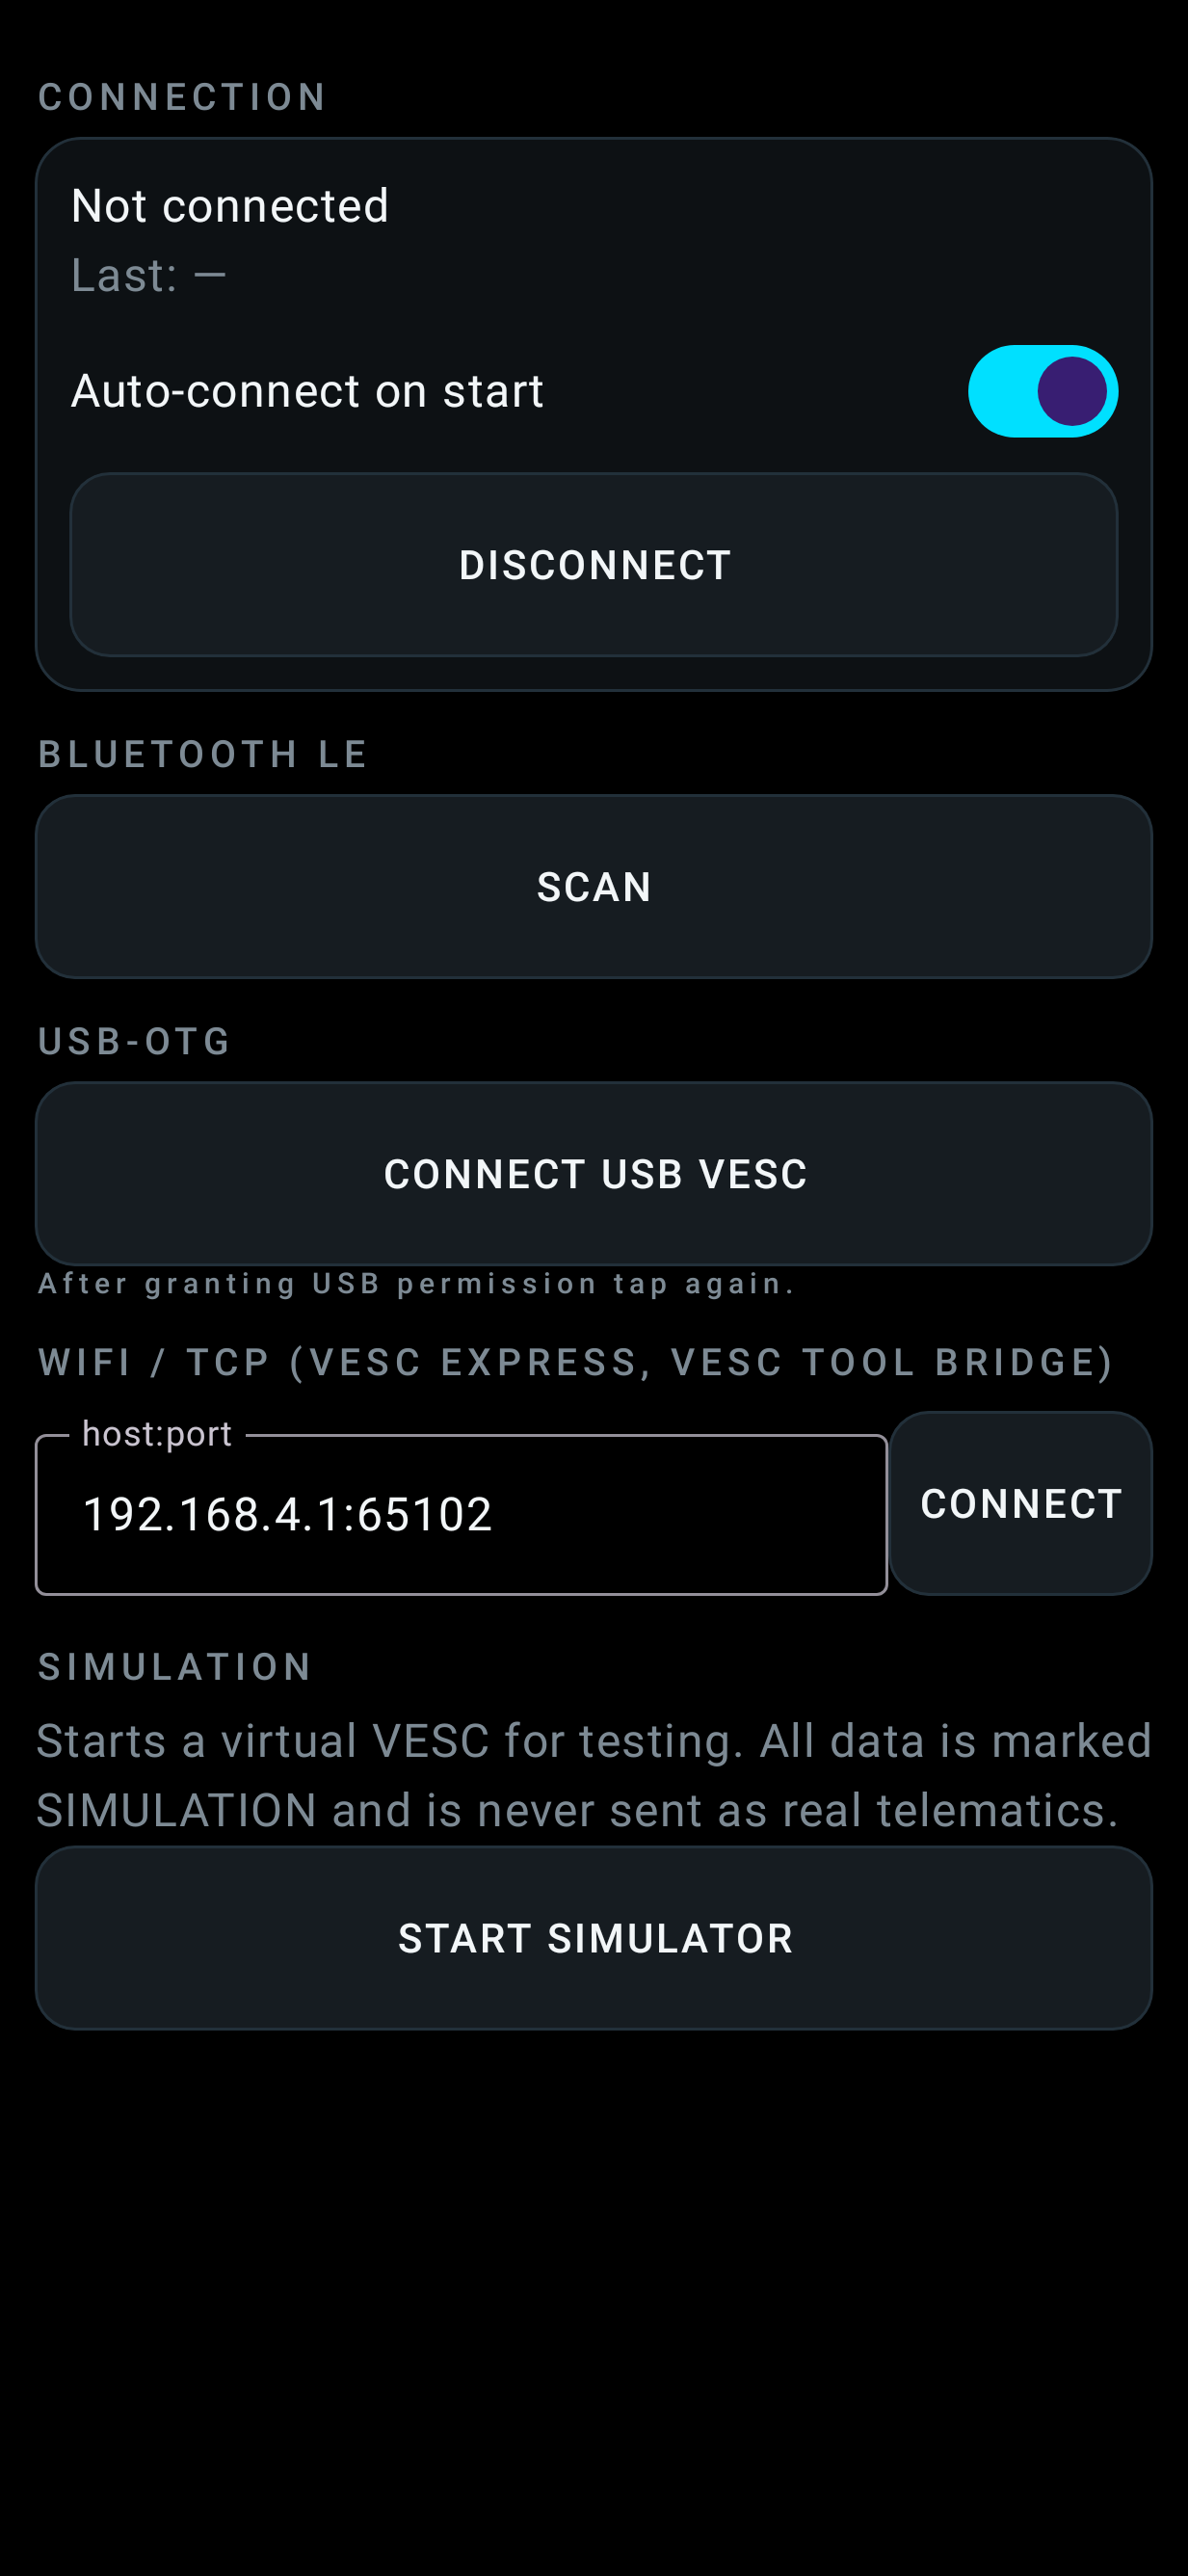 CONNECTION
Not connected
Last: —
Auto-connect on start
DISCONNECT
BLUETOOTH LE
SCAN
USB-OTG
CONNECT USB VESC
After granting USB permission tap again.
WIFI / TCP (VESC EXPRESS, VESC TOOL BRIDGE)
host:port
192.168.4.1:65102
CONNECT
SIMULATION
Starts a virtual VESC for testing. All data is marked
SIMULATION and is never sent as real telematics.
START SIMULATOR